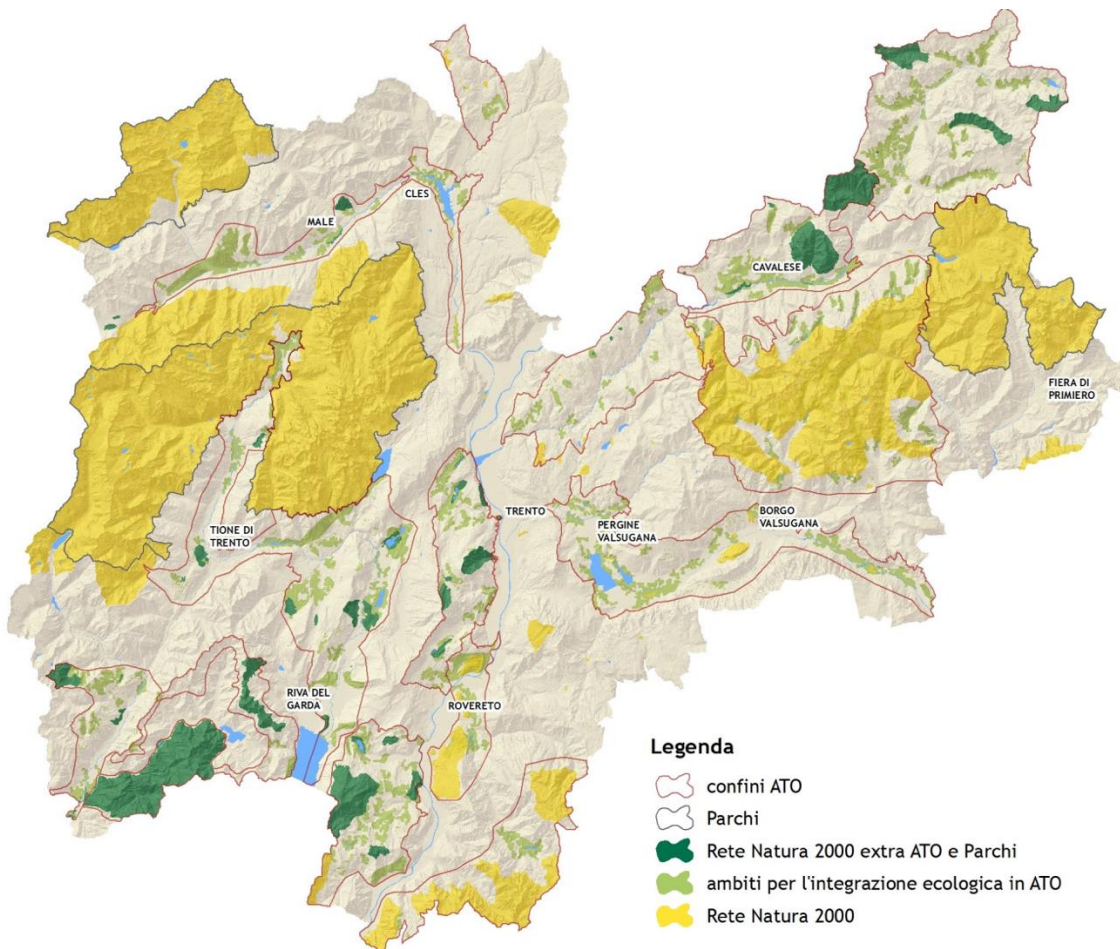 CLES
MALE
CAVALESE
FIERA DI
PRIMIERO
TRENTO
TIONE DI
TRENTO
PERGINE
VALSUGANA
BORGO
VALSUGANA
RIVA DEL
GARDA
ROVERETO
Legenda
confini ATO
Parchi
Rete Natura 2000 extra ATO e Parchi
ambiti per l'integrazione ecologica in ATO
Rete Natura 2000